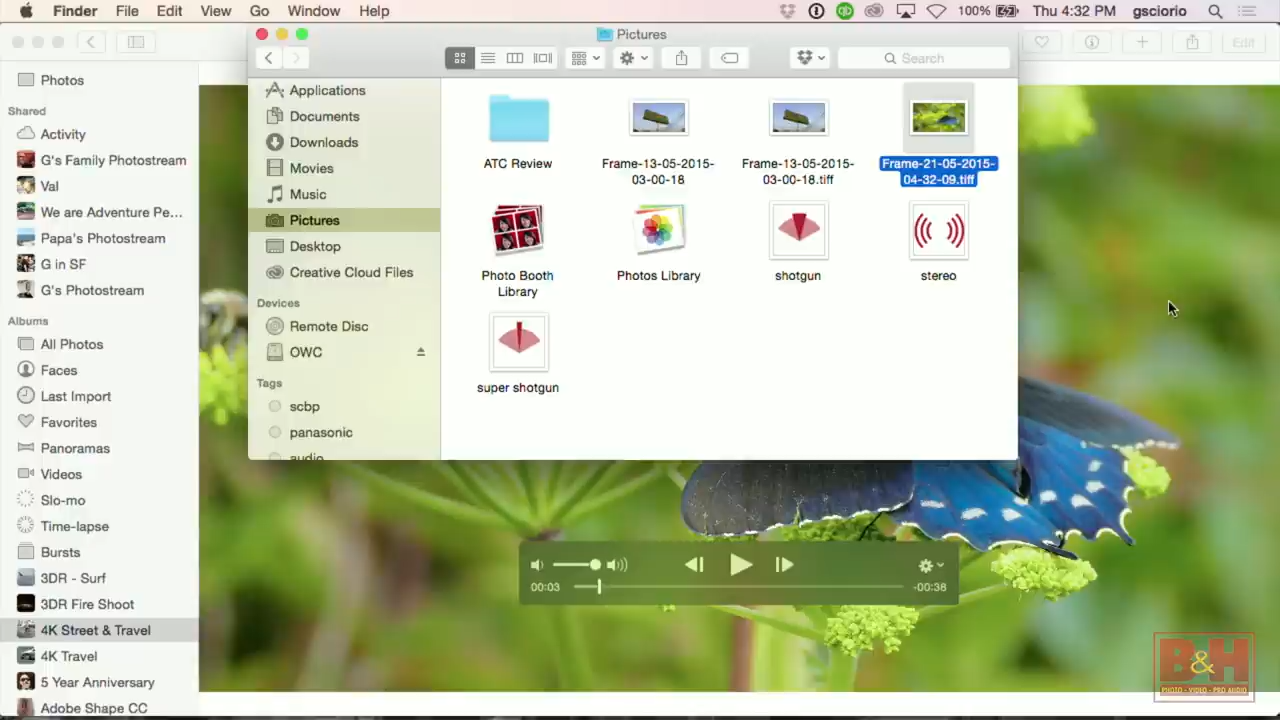 Finder File Edit View Go Window Help 100% Thu 4:32 PM gsciorio
Pictures
Search
Edit
Photos
Shared
Activity
G's Family Photostream
Val
We are Adventure Pe...
Papa's Photostream
G in SF
G's Photostream
Albums
All Photos
Faces
Last Import
Favorites
Panoramas
Videos
Slo-mo
Time-lapse
Bursts
3DR - Surf
3DR Fire Shoot
4K Street & Travel
4K Travel
5 Year Anniversary
Adobe Shape CC
Applications
Documents
Downloads
Movies
Music
Pictures
Desktop
Creative Cloud Files
Devices
Remote Disc
OWC
Tags
scbp
panasonic
audio
ATC Review
Frame-13-05-2015-
03-00-18
Frame-13-05-2015-
03-00-18.tiff
Frame-21-05-2015-
04-32-09.tiff
Photo Booth
Library
Photos Library
shotgun
stereo
super shotgun
00:03
-00:38
B&H
PHOTO - VIDEO - PRO AUDIO